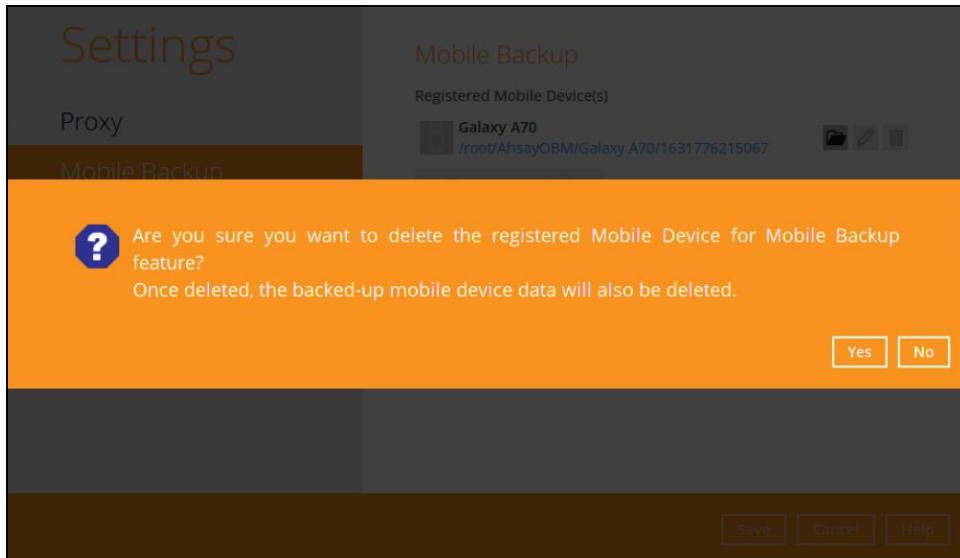 Settings
Proxy
Mobile Backup
Mobile Backup
Registered Mobile Device(s)
Galaxy A70
/root/AhsayOBM/Galaxy A70/1631776215067
?
Are you sure you want to delete the registered Mobile Device for Mobile Backup
feature?
Once deleted, the backed-up mobile device data will also be deleted.
Yes No
Save Cancel Help